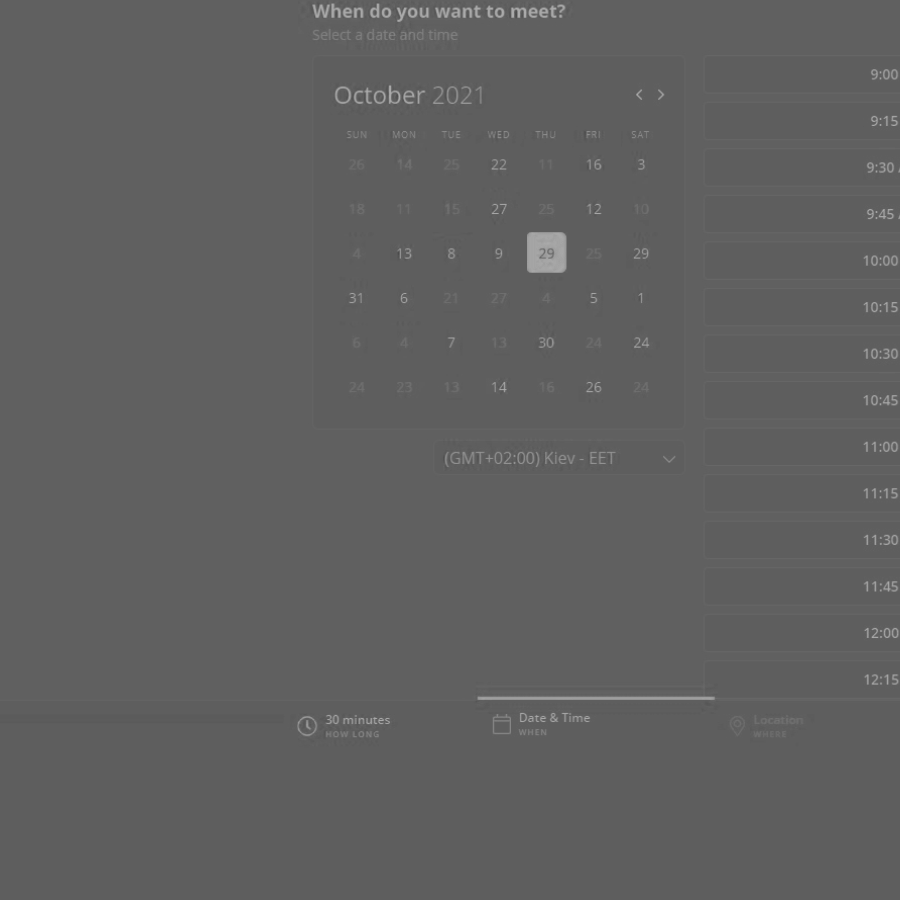 When do you want to meet?
Select a date and time
October 2021
SUN MON TUE WED THU FRI SAT
26 14 25 22 11 16 3
18 11 15 27 25 12 10
4 13 8 9 29 25 29
31 6 21 27 4 5 1
6 4 7 13 30 24 24
24 23 13 14 16 26 24
(GMT+02:00) Kiev - EET
9:00
9:15
9:30
9:45
10:00
10:15
10:30
10:45
11:00
11:15
11:30
11:45
12:00
12:15
30 minutes
HOW LONG
Date & Time
WHEN
Location
WHERE